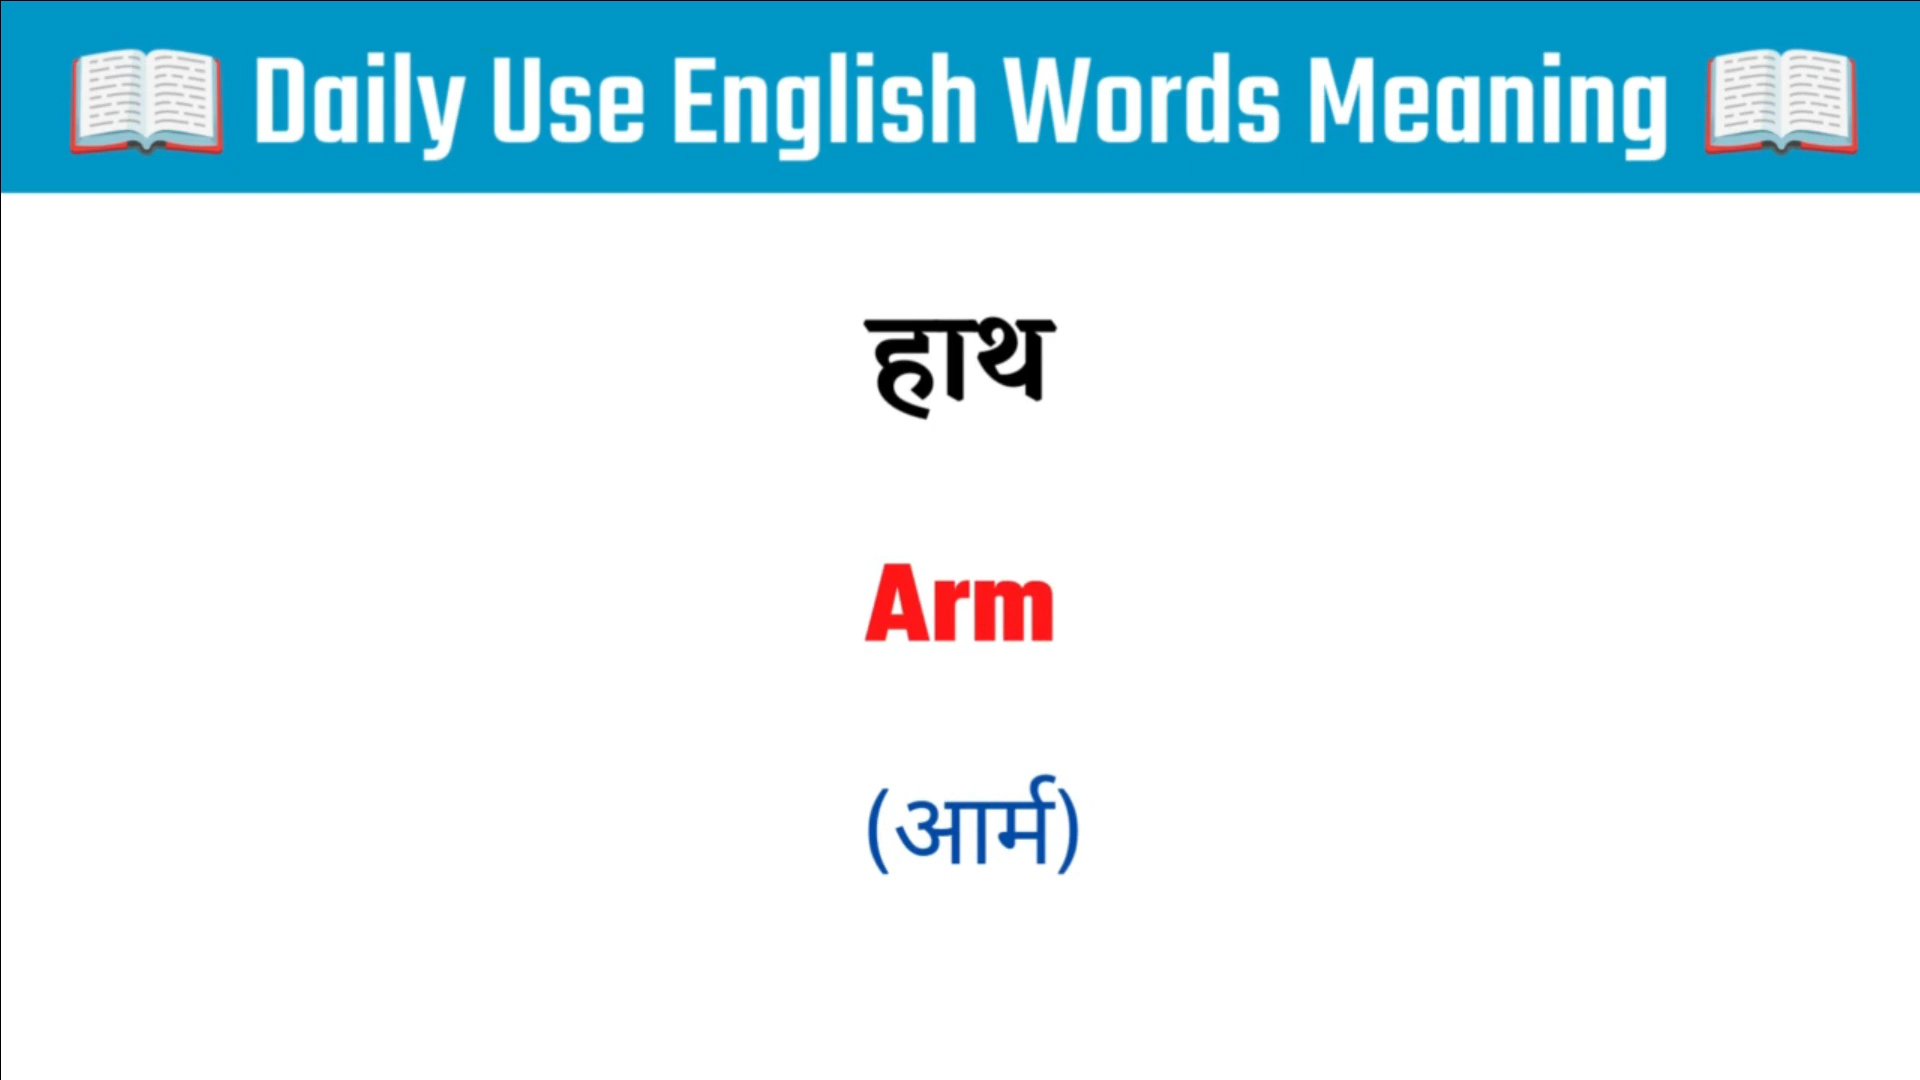 Daily Use English Words Meaning
हाथ
Arm
(आर्म)